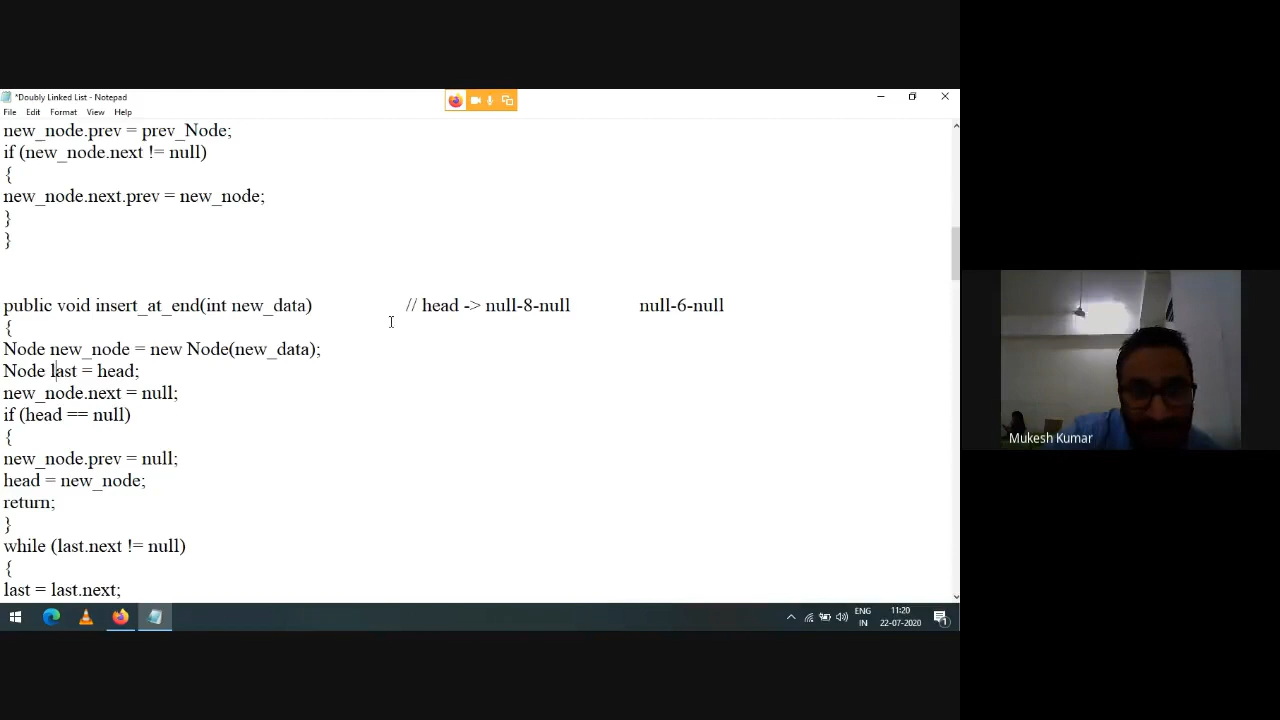 *Doubly Linked List - Notepad
File Edit Format View Help
new_node.prev = prev_Node;
if (new_node.next != null)
{
new_node.next.prev = new_node;
}
}
public void insert_at_end(int new_data) // head -> null-8-null null-6-null
{
Node new_node = new Node(new_data);
Node last = head;
new_node.next = null;
if (head == null)
{
new_node.prev = null;
head = new_node;
return;
}
while (last.next != null)
{
last = last.next;
Mukesh Kumar
ENG 11:20
IN 22-07-2020 1